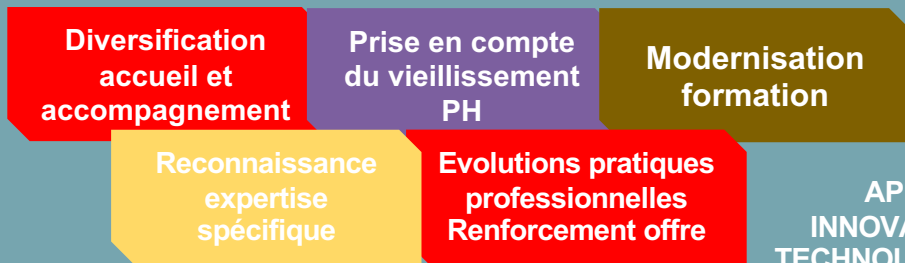 Diversification
accueil et
accompagnement
Prise en compte
du vieillissement
PH
Modernisation
formation
Reconnaissance
expertise
spécifique
Evolutions pratiques
professionnelles
Renforcement offre